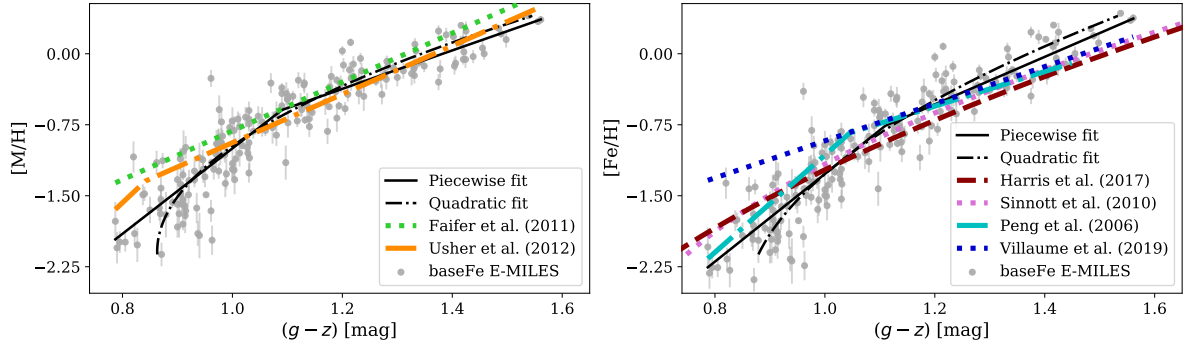 [M/H]
0.00
−0.75
−1.50
−2.25
0.8 1.0 1.2 1.4 1.6
(g − z) [mag]
Piecewise fit
Quadratic fit
Faifer et al. (2011)
Usher et al. (2012)
baseFe E-MILES
[Fe/H]
0.00
−0.75
−1.50
−2.25
0.8 1.0 1.2 1.4 1.6
(g − z) [mag]
Piecewise fit
Quadratic fit
Harris et al. (2017)
Sinnott et al. (2010)
Peng et al. (2006)
Villaume et al. (2019)
baseFe E-MILES